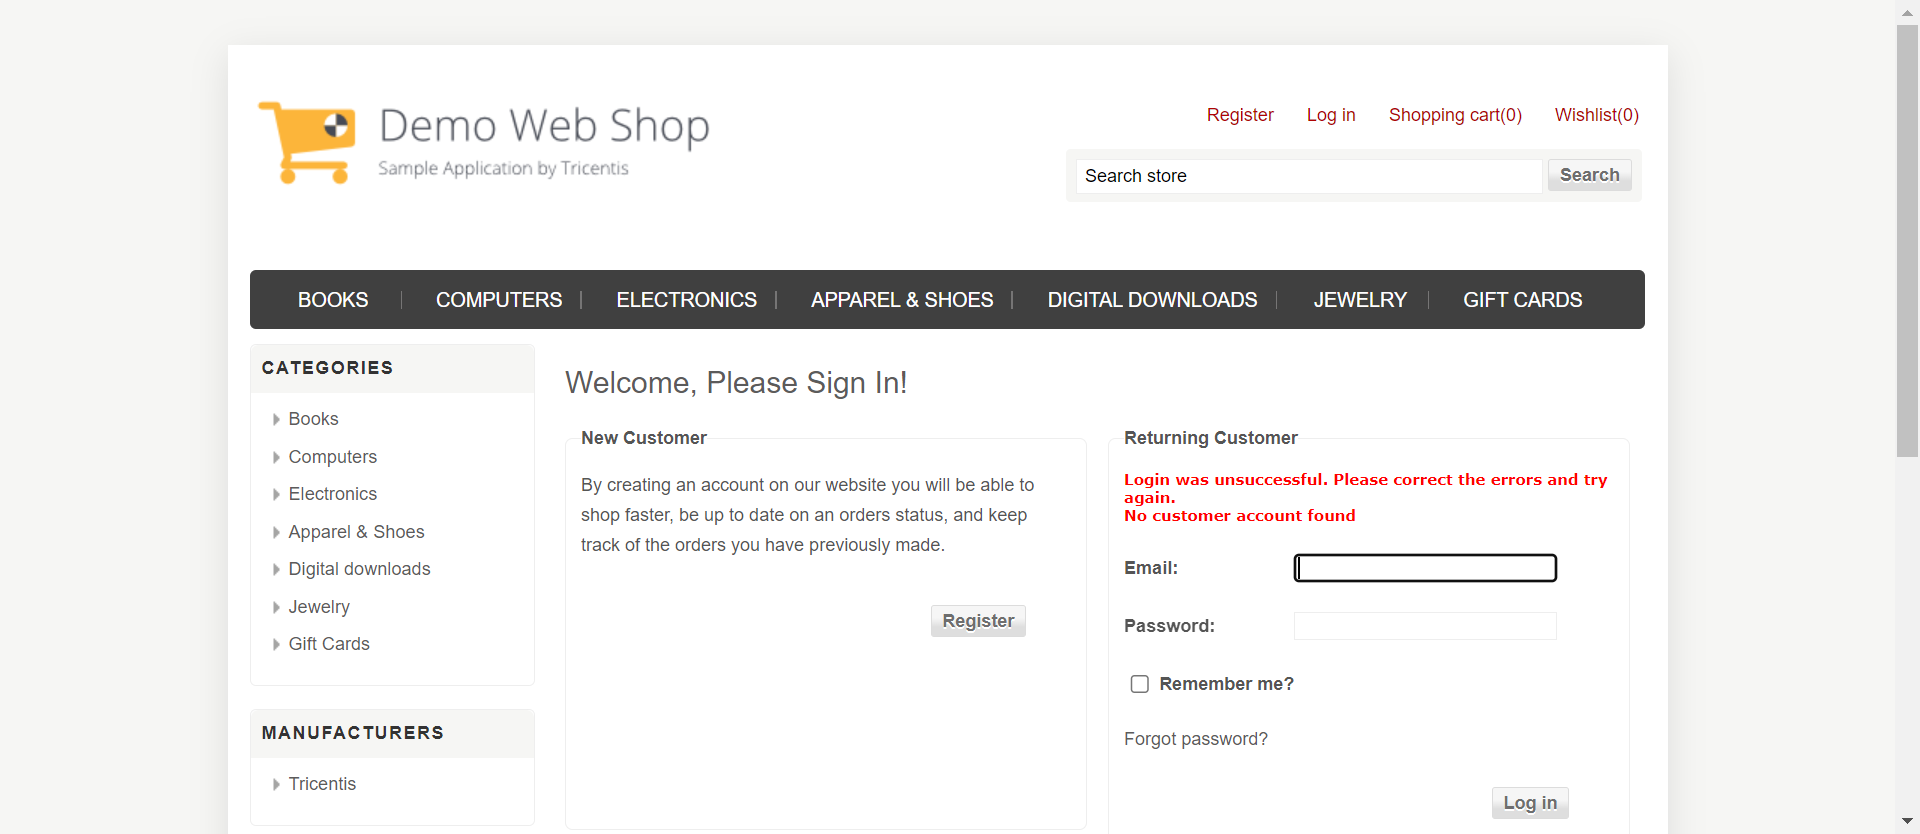 Demo Web Shop
Sample Application by Tricentis
Register Log in Shopping cart(0) Wishlist(0)
Search store Search
BOOKS COMPUTERS ELECTRONICS APPAREL & SHOES DIGITAL DOWNLOADS JEWELRY GIFT CARDS
CATEGORIES
Books
Computers
Electronics
Apparel & Shoes
Digital downloads
Jewelry
Gift Cards
MANUFACTURERS
Tricentis
Welcome, Please Sign In!
New Customer
By creating an account on our website you will be able to
shop faster, be up to date on an orders status, and keep
track of the orders you have previously made.
Register
Returning Customer
Login was unsuccessful. Please correct the errors and try
again.
No customer account found
Email:
Password:
Remember me?
Forgot password?
Log in